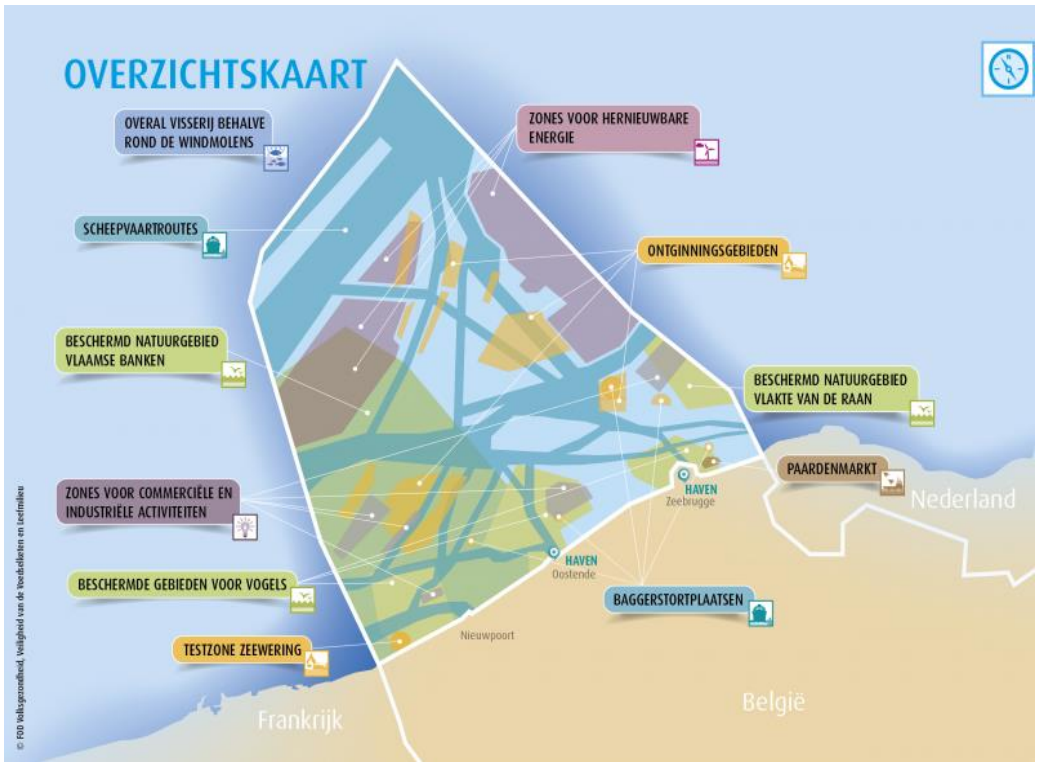 OVERZICHTSKAART
N
OVERAL VISSERIJ BEHALVE
ROND DE WINDMOLENS
ZONES VOOR HERNIEUWBARE
ENERGIE
SCHEEPVAARTROUTES
ONTGINNINGSGEBIEDEN
BESCHERMD NATUURGEBIED
VLAAMSE BANKEN
BESCHERMD NATUURGEBIED
VLAKTE VAN DE RAAN
PAARDENMARKT
Nederland
HAVEN
Zeebrugge
ZONES VOOR COMMERCIËLE EN
INDUSTRIËLE ACTIVITEITEN
HAVEN
Oostende
BESCHERMDE GEBIEDEN VOOR VOGELS
BAGGERSTORTPLAATSEN
Nieuwpoort
TESTZONE ZEEWERING
België
Frankrijk
© FOD Volksgezondheid, Veiligheid van de Voedselketen en Leefmilieu